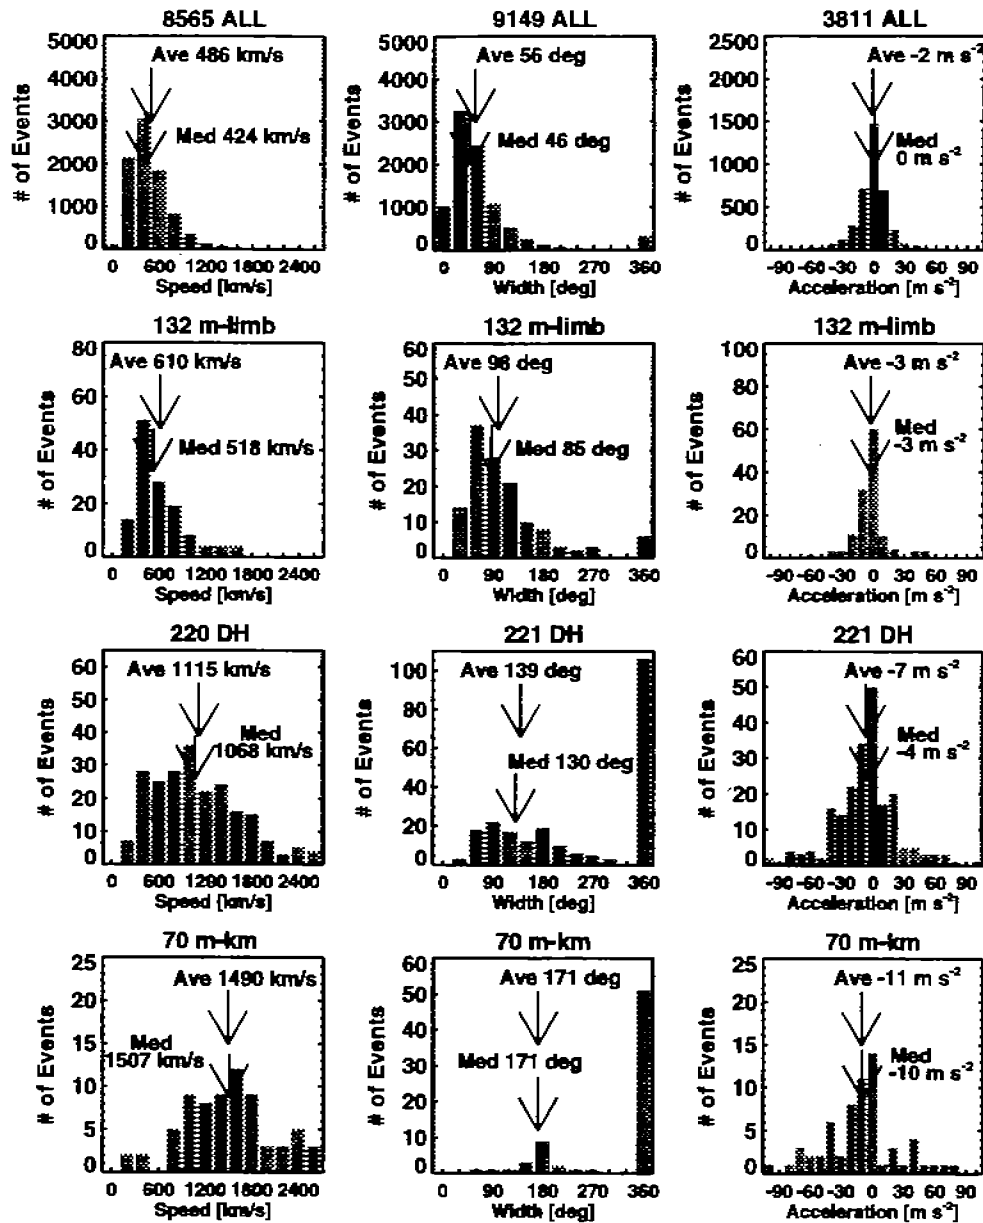 8565 ALL
5000
4000
3000
2000
1000
0
# of Events
Ave 486 km/s
Med 424 km/s
0 600 1200 1800 2400
Speed [km/s]
9149 ALL
5000
4000
3000
2000
1000
0
# of Events
Ave 56 deg
Med 46 deg
0 90 180 270 360
Width [deg]
3811 ALL
2500
2000
1500
1000
500
0
# of Events
Ave -2 m s-2
Med
0 m s-2
-90 -60 -30 0 30 60 90
Acceleration [m s-2]
132 m-limb
80
60
40
20
0
# of Events
Ave 610 km/s
Med 518 km/s
0 600 1200 1800 2400
Speed [km/s]
132 m-limb
60
50
40
30
20
10
0
# of Events
Ave 96 deg
Med 85 deg
0 90 180 270 360
Width [deg]
132 m-limb
100
80
60
40
20
0
# of Events
Ave -3 m s-2
Med
-3 m s-2
-90 -60 -30 0 30 60 90
Acceleration [m s-2]
220 DH
60
50
40
30
20
10
0
# of Events
Ave 1115 km/s
Med
1068 km/s
0 600 1200 1800 2400
Speed [km/s]
221 DH
100
80
60
40
20
0
# of Events
Ave 139 deg
Med 130 deg
0 90 180 270 360
Width [deg]
221 DH
60
50
40
30
20
10
0
# of Events
Ave -7 m s-2
Med
-4 m s-2
-90 -60 -30 0 30 60 90
Acceleration [m s-2]
70 m-km
25
20
15
10
5
0
# of Events
Ave 1490 km/s
Med
1507 km/s
0 600 1200 1800 2400
Speed [km/s]
70 m-km
60
50
40
30
20
10
0
# of Events
Ave 171 deg
Med 171 deg
0 90 180 270 360
Width [deg]
70 m-km
25
20
15
10
5
0
# of Events
Ave -11 m s-2
Med
-10 m s-2
-90 -60 -30 0 30 60 90
Acceleration [m s-2]